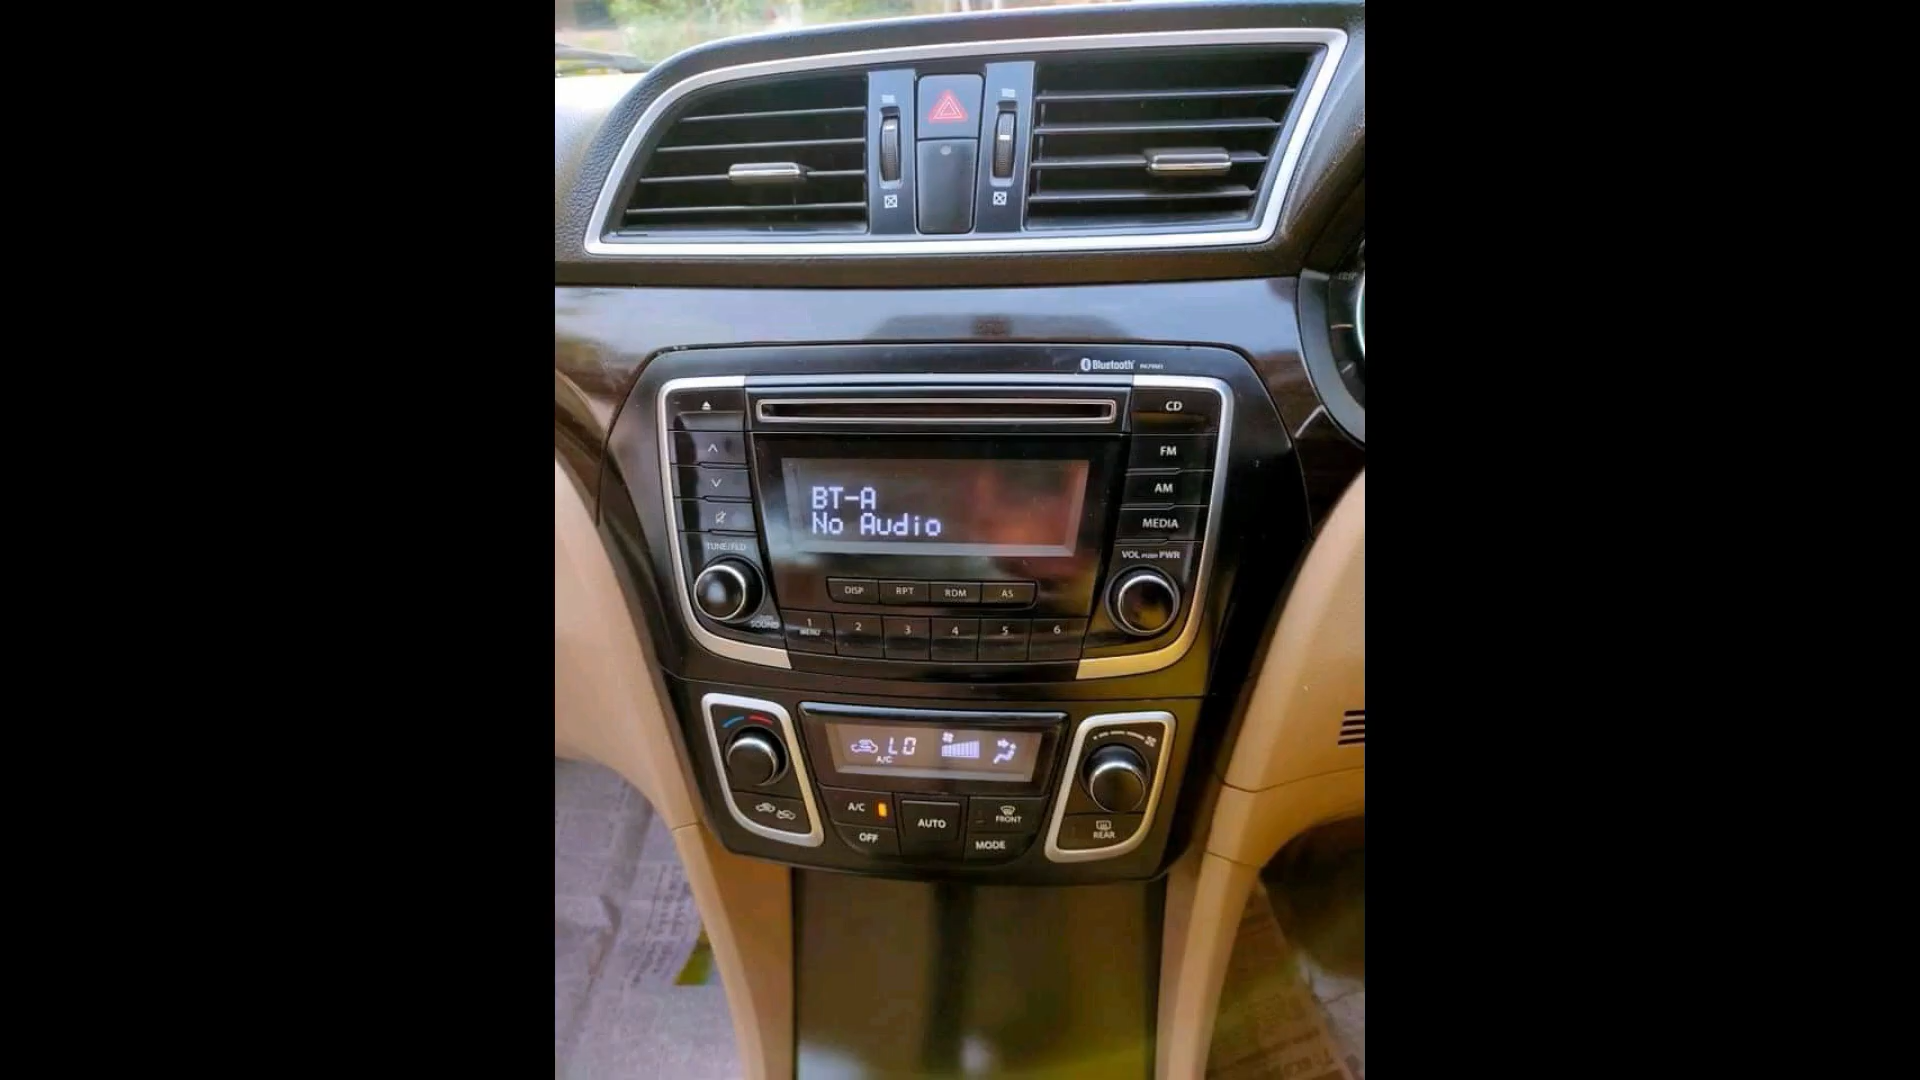 Bluetooth
CD
FM
AM
MEDIA
BT-A
No Audio
TUNE/FLD
VOL PUSH PWR
DISP RPT RDM AS
SOUND
1 2 3 4 5 6
MENU
LO
A/C
A/C
AUTO
FRONT
OFF
MODE
REAR